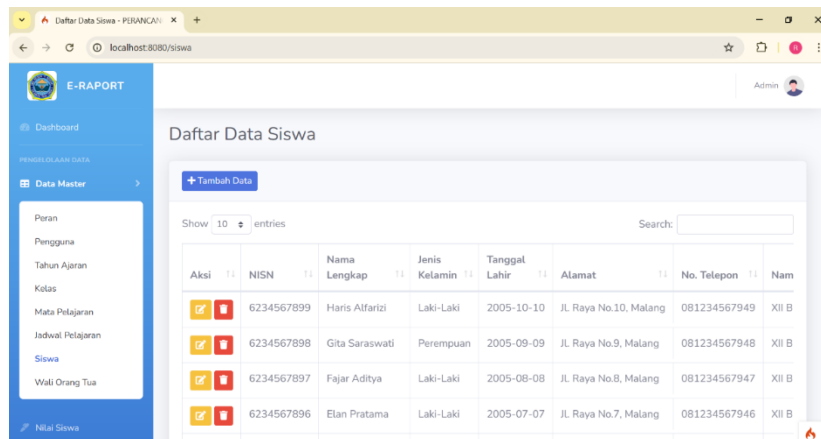 Daftar Data Siswa - PERANCAN
localhost:8080/siswa
E-RAPORT
Admin
Dashboard
PENGELOLAAN DATA
Data Master
Peran
Pengguna
Tahun Ajaran
Kelas
Mata Pelajaran
Jadwal Pelajaran
Siswa
Wali Orang Tua
Nilai Siswa
Daftar Data Siswa
Tambah Data
Show 10 entries Search:
Aksi NISN Nama Lengkap Jenis Kelamin Tanggal Lahir Alamat No. Telepon Nam
6234567899 Haris Alfarizi Laki-Laki 2005-10-10 Jl. Raya No.10, Malang 081234567949 XII B
6234567898 Gita Saraswati Perempuan 2005-09-09 Jl. Raya No.9, Malang 081234567948 XII B
6234567897 Fajar Aditya Laki-Laki 2005-08-08 Jl. Raya No.8, Malang 081234567947 XII B
6234567896 Elan Pratama Laki-Laki 2005-07-07 Jl. Raya No.7, Malang 081234567946 XII B